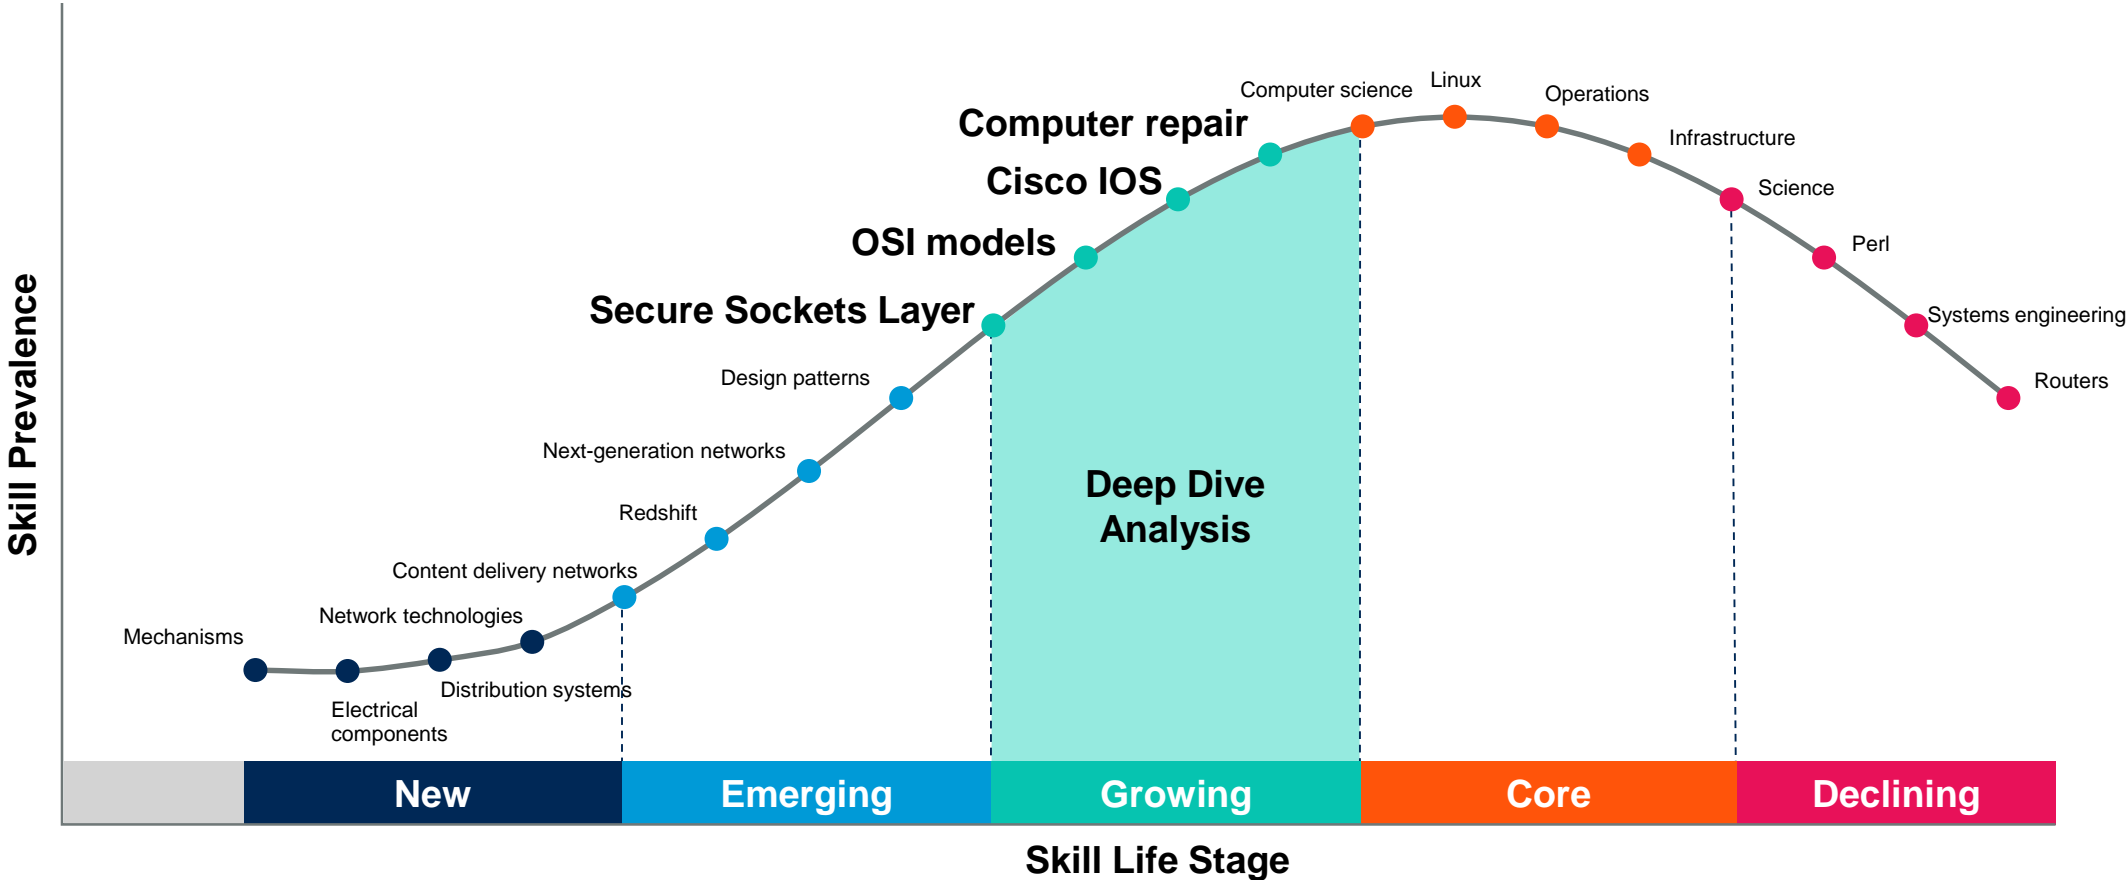 Linux
Computer science
Operations
Computer repair
Infrastructure
Cisco IOS
Science
OSI models
Perl
Secure Sockets Layer
Systems engineering
Design patterns
Routers
Next-generation networks
Deep Dive
Analysis
Redshift
Content delivery networks
Network technologies
Mechanisms
Distribution systems
Electrical
components
Skill Prevalence
New
Emerging
Growing
Core
Declining
Skill Life Stage